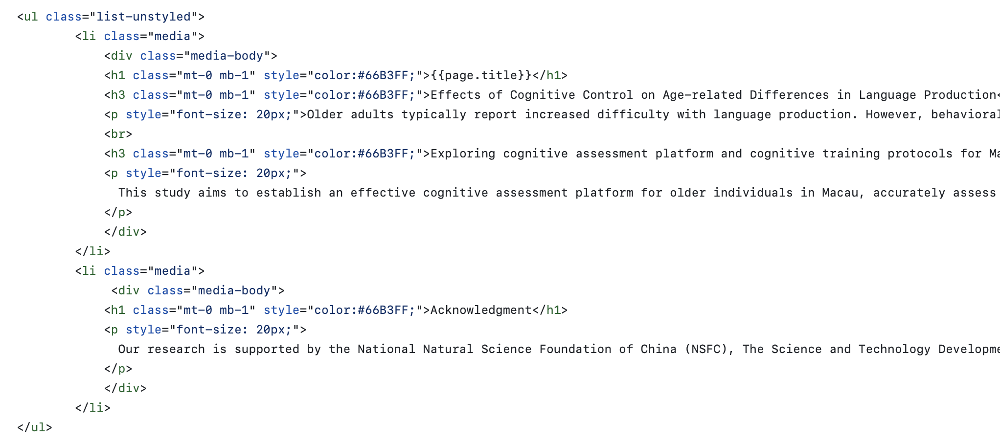 <ul class="list-unstyled">
<li class="media">
<div class="media-body">
<h1 class="mt-0 mb-1" style="color:#66B3FF;">{{page.title}}</h1>
<h3 class="mt-0 mb-1" style="color:#66B3FF;">Effects of Cognitive Control on Age-related Differences in Language Production<
<p style="font-size: 20px;">Older adults typically report increased difficulty with language production. However, behavioral
<br>
<h3 class="mt-0 mb-1" style="color:#66B3FF;">Exploring cognitive assessment platform and cognitive training protocols for Ma
<p style="font-size: 20px;">
This study aims to establish an effective cognitive assessment platform for older individuals in Macau, accurately assess
</p>
</div>
</li>
<li class="media">
<div class="media-body">
<h1 class="mt-0 mb-1" style="color:#66B3FF;">Acknowledgment</h1>
<p style="font-size: 20px;">
Our research is supported by the National Natural Science Foundation of China (NSFC), The Science and Technology Developme
</p>
</div>
</li>
</ul>